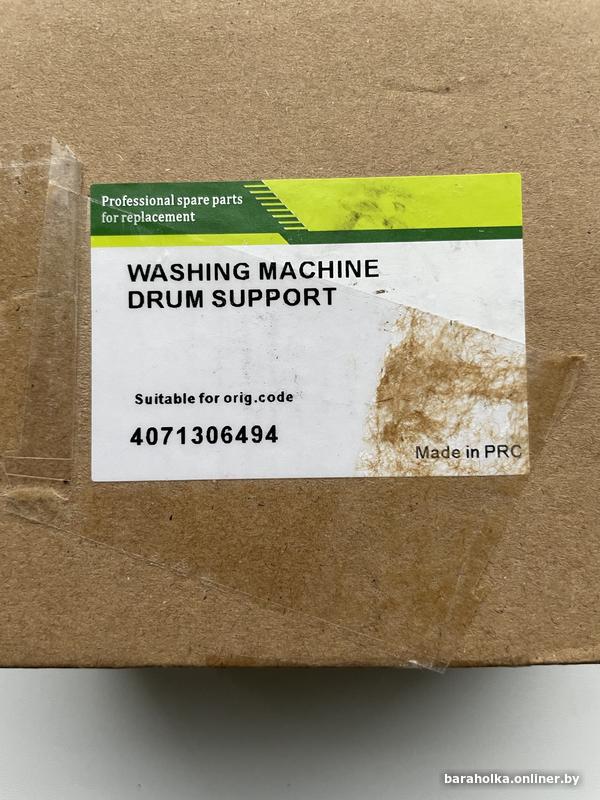 Professional spare parts
for replacement
WASHING MACHINE
DRUM SUPPORT
Suitable for orig.code
4071306494
Made in PRC
baraholka.onliner.by